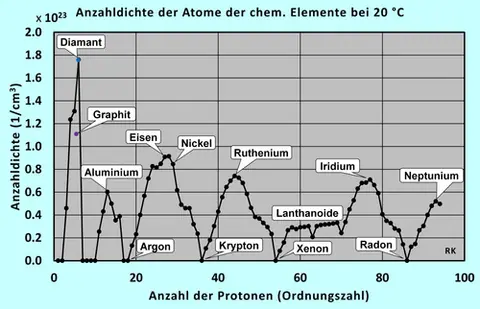 Anzahldichte der Atome der chem. Elemente bei 20 °C
x 10²³
2.0
1.8
1.6
1.4
1.2
1.0
0.8
0.6
0.4
0.2
0.0
Anzahldichte (1/cm³)
Diamant
Graphit
Eisen
Nickel
Ruthenium
Aluminium
Iridium
Neptunium
Lanthanoide
Argon
Krypton
Xenon
Radon
RK
0 20 40 60 80 100
Anzahl der Protonen (Ordnungszahl)